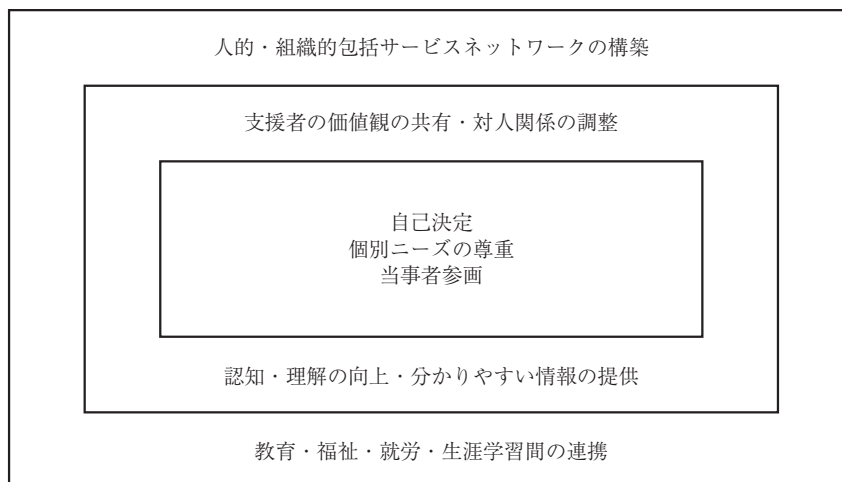 人的・組織的包括サービスネットワークの構築
支援者の価値観の共有・対人関係の調整
自己決定
個別ニーズの尊重
当事者参画
認知・理解の向上・分かりやすい情報の提供
教育・福祉・就労・生涯学習間の連携